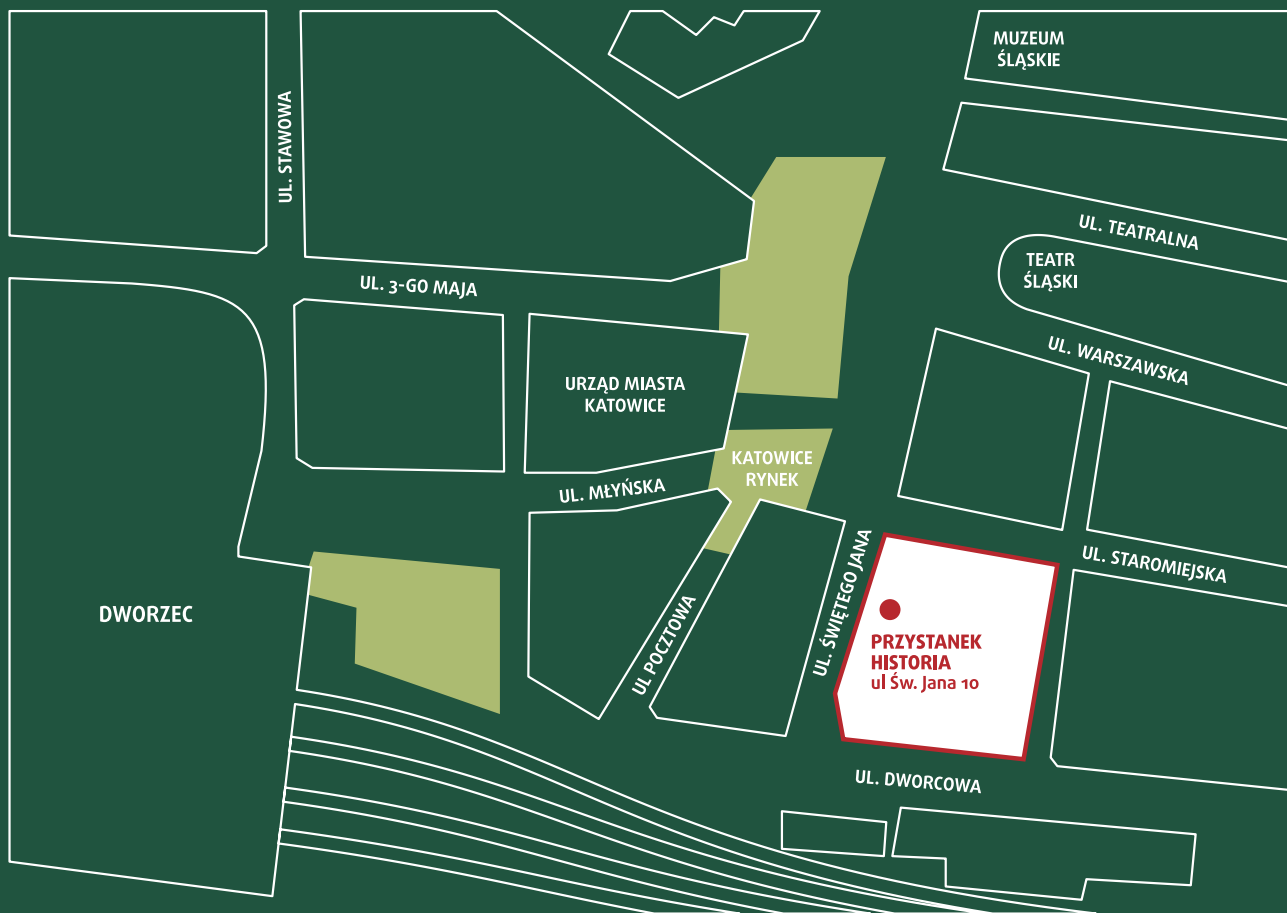 MUZEUM
ŚLĄSKIE
UL. STAWOWA
UL. TEATRALNA
TEATR
ŚLĄSKI
UL. 3-GO MAJA
UL. WARSZAWSKA
URZĄD MIASTA
KATOWICE
KATOWICE
RYNEK
UL. MŁYŃSKA
UL. STAROMIEJSKA
UL. ŚWIĘTEGO JANA
DWORZEC
UL POCZTOWA
PRZYSTANEK
HISTORIA
ul Św. Jana 10
UL. DWORCOWA